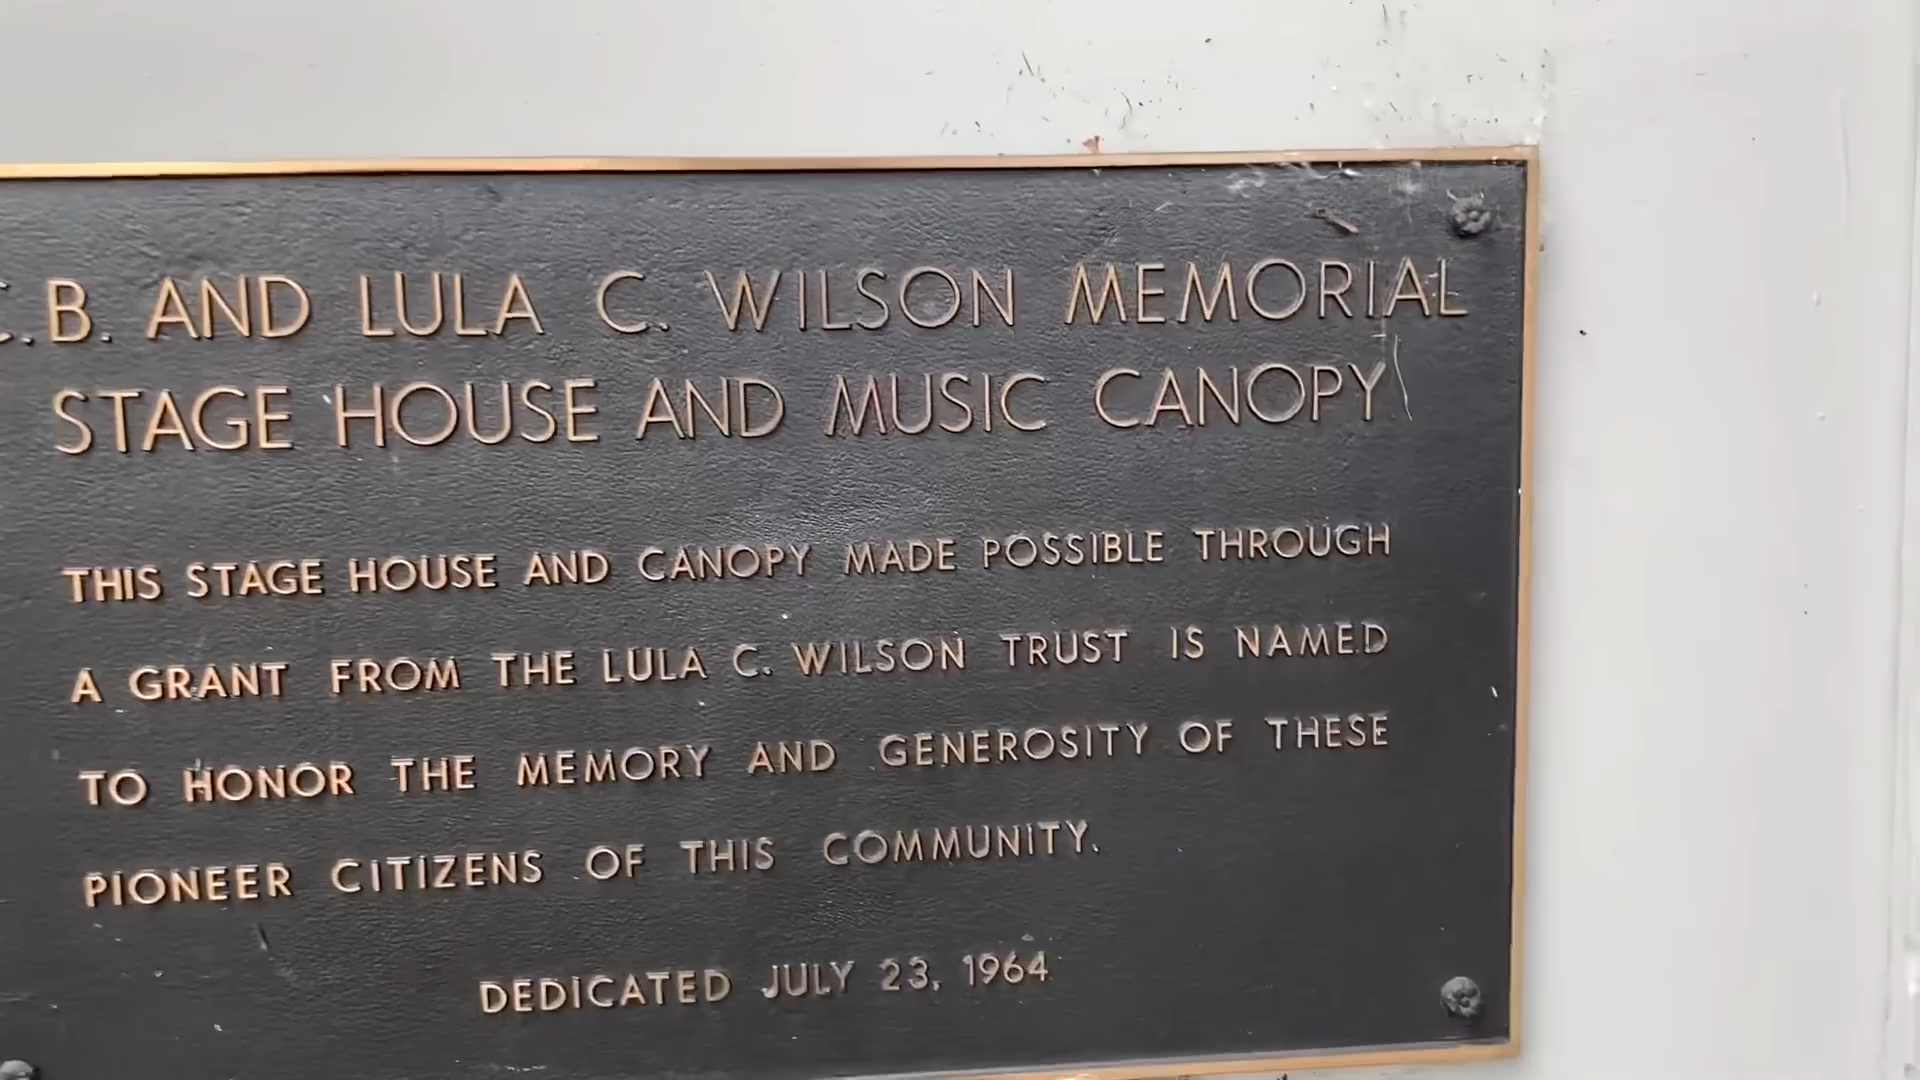 C.B. AND LULA C. WILSON MEMORIAL
STAGE HOUSE AND MUSIC CANOPY
THIS STAGE HOUSE AND CANOPY MADE POSSIBLE THROUGH
A GRANT FROM THE LULA C. WILSON TRUST IS NAMED
TO HONOR THE MEMORY AND GENEROSITY OF THESE
PIONEER CITIZENS OF THIS COMMUNITY.
DEDICATED JULY 23, 1964